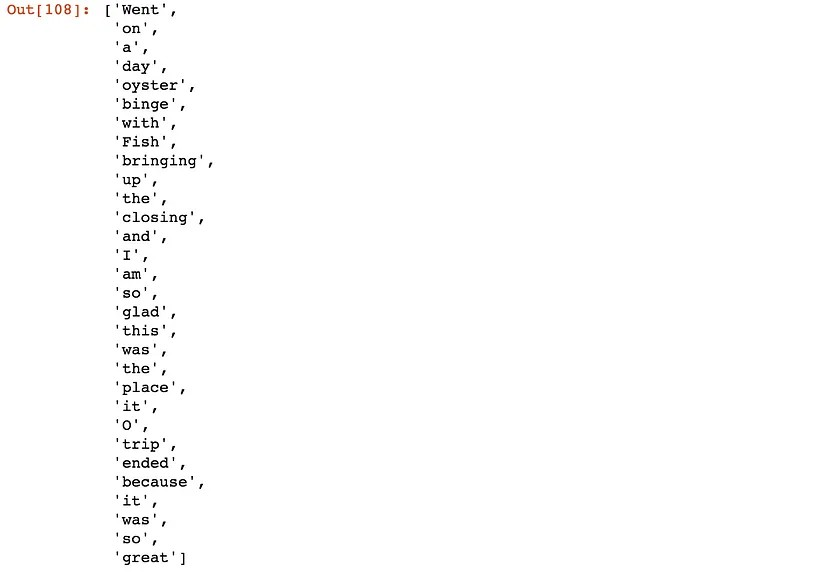 Out[108]: ['Went',
'on',
'a',
'day',
'oyster',
'binge',
'with',
'Fish',
'bringing',
'up',
'the',
'closing',
'and',
'I',
'am',
'so',
'glad',
'this',
'was',
'the',
'place',
'it',
'O',
'trip',
'ended',
'because',
'it',
'was',
'so',
'great']